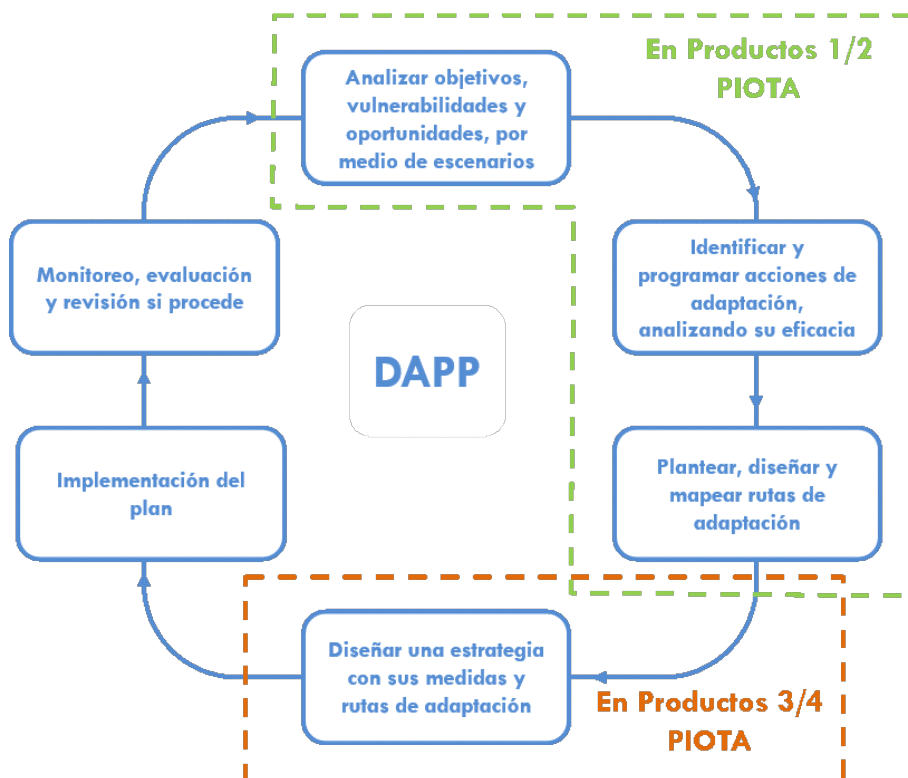 En Productos 1/2
PIOTA
Analizar objetivos,
vulnerabilidades y
oportunidades, por
medio de escenarios
Identificar y
programar acciones de
adaptación,
analizando su eficacia
Plantear, diseñar y
mapear rutas de
adaptación
Diseñar una estrategia
con sus medidas y
rutas de adaptación
En Productos 3/4
PIOTA
Implementación del
plan
Monitoreo, evaluación
y revisión si procede
DAPP